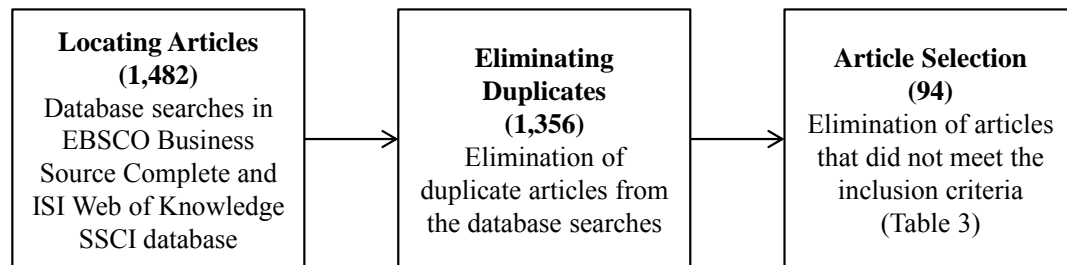 Locating Articles
(1,482)
Database searches in
EBSCO Business
Source Complete and
ISI Web of Knowledge
SSCI database
Eliminating
Duplicates
(1,356)
Elimination of
duplicate articles from
the database searches
Article Selection
(94)
Elimination of articles
that did not meet the
inclusion criteria
(Table 3)